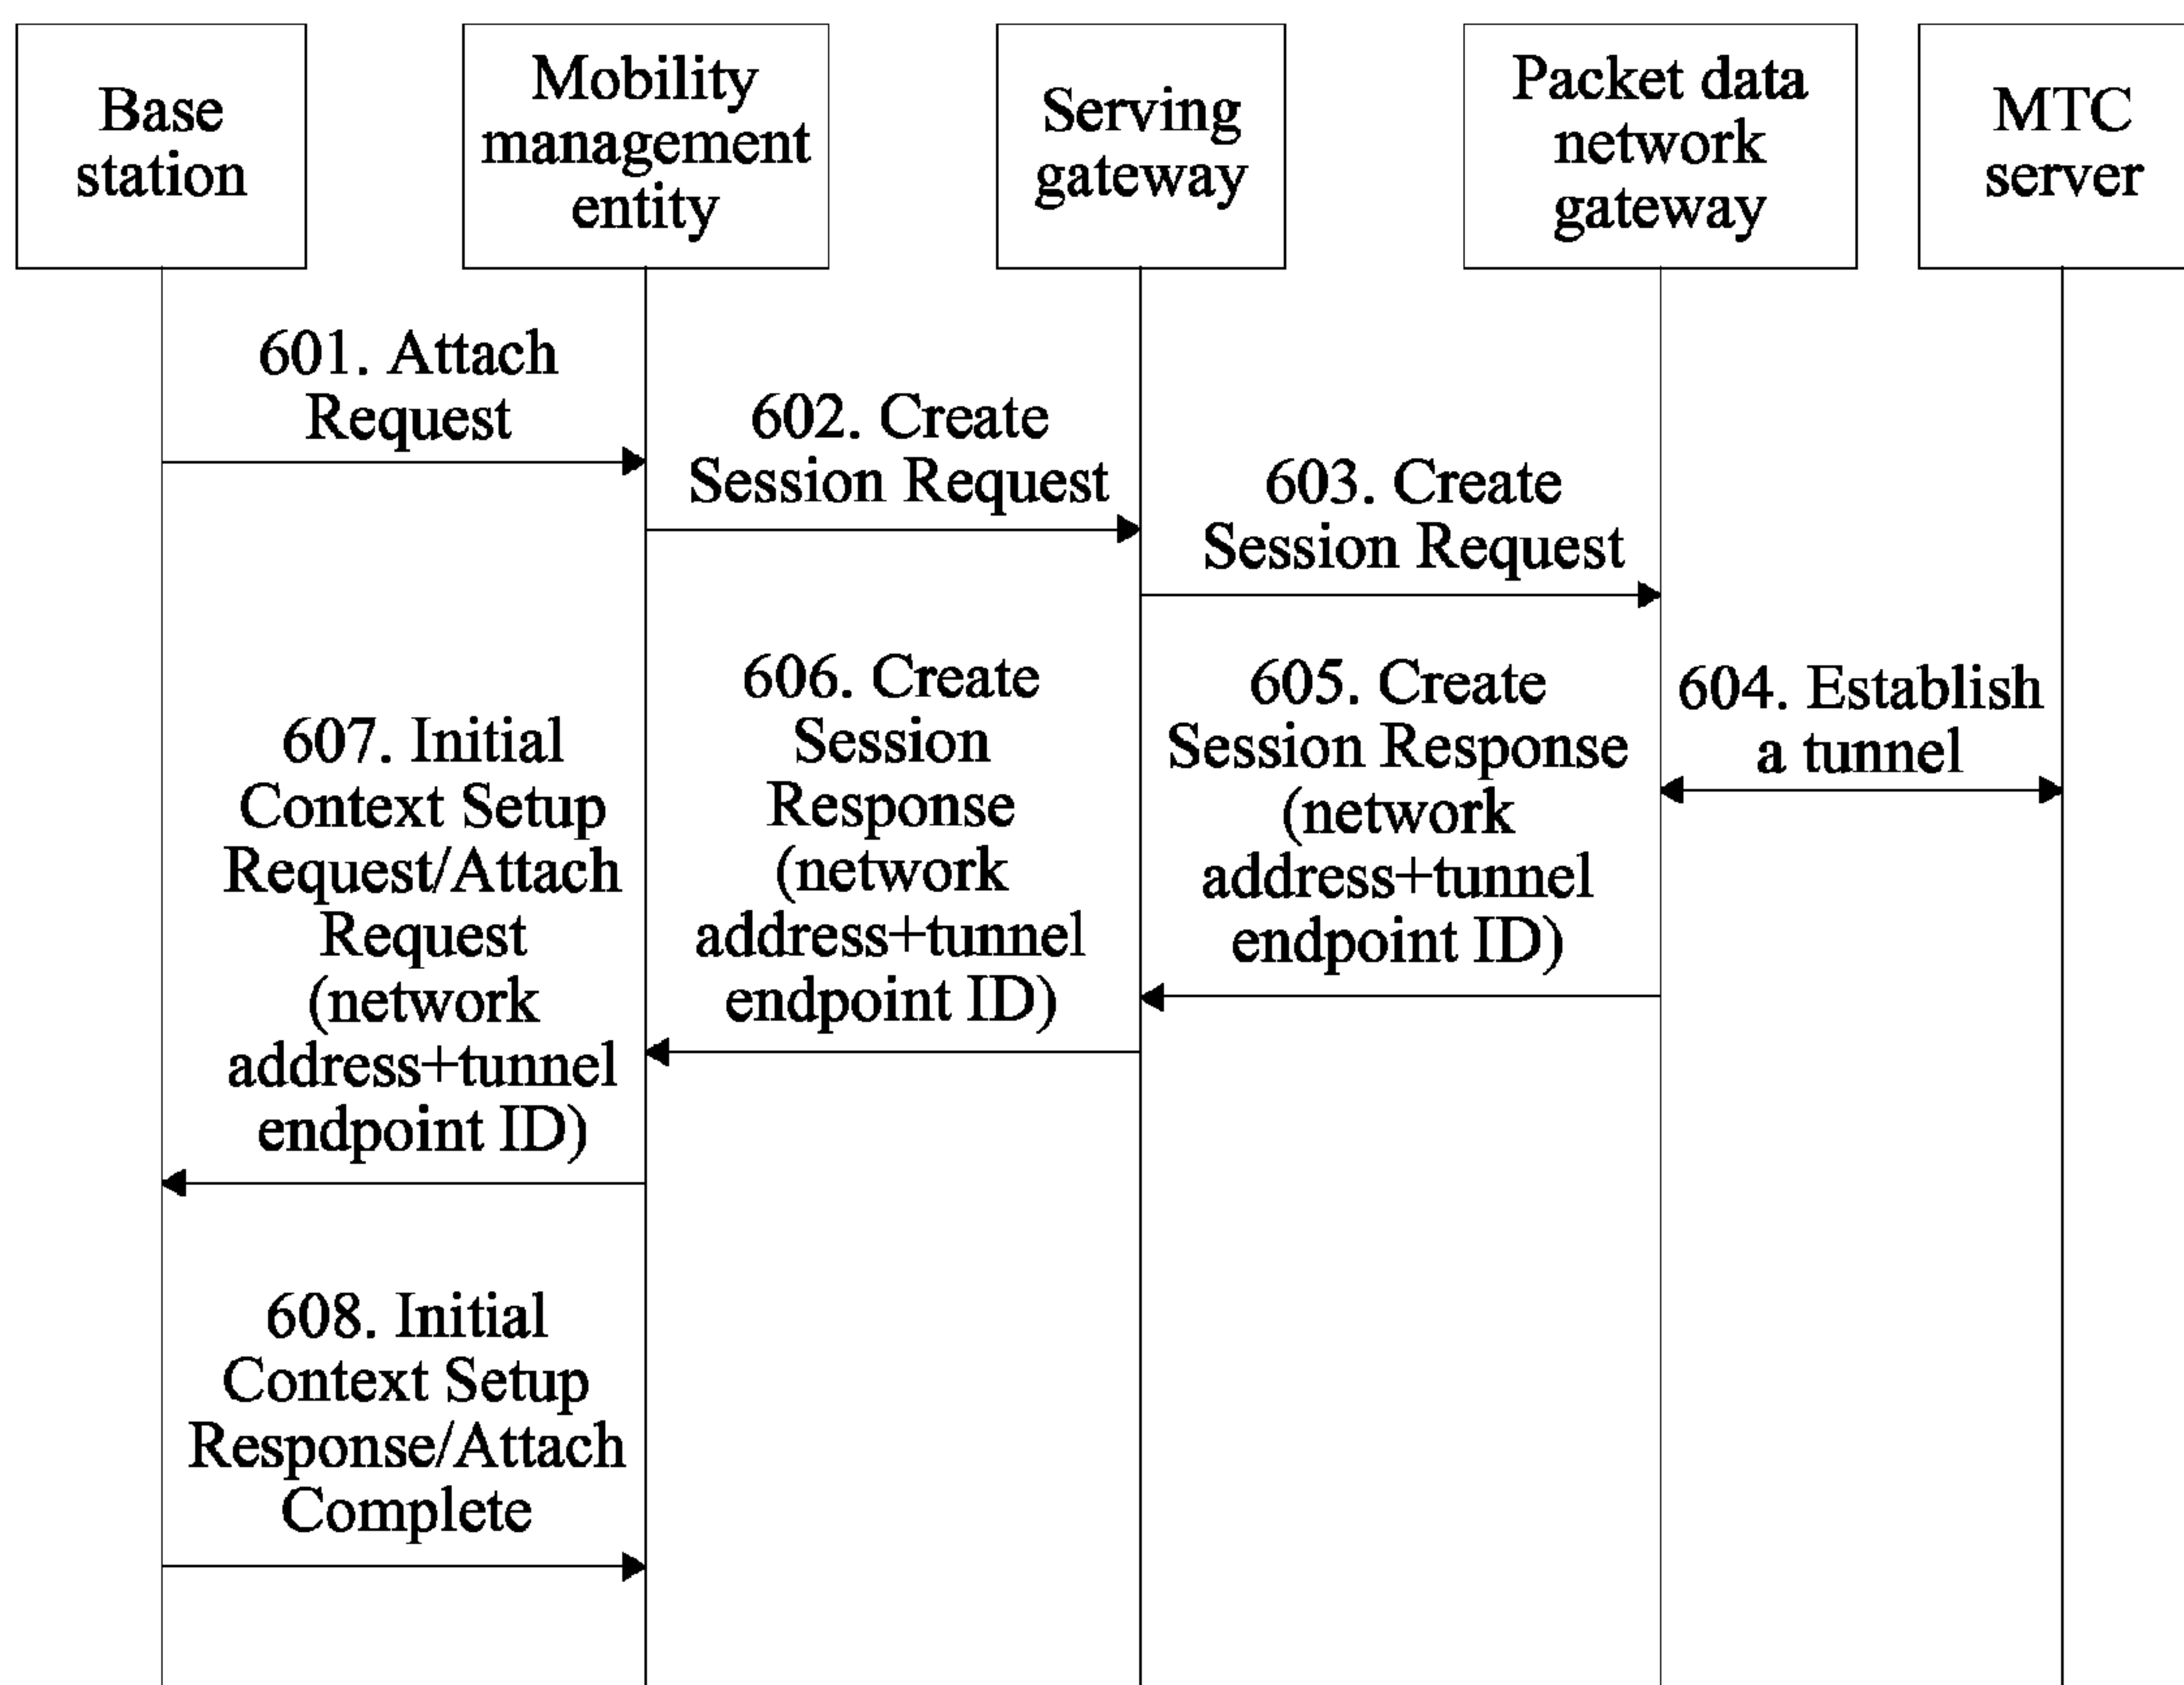 Base
station
Mobility
management
entity
Serving
gateway
Packet data
network
gateway
MTC
server
601. Attach
Request
602. Create
Session Request
603. Create
Session Request
604. Establish
a tunnel
605. Create
Session Response
(network
address+tunnel
endpoint ID)
606. Create
Session
Response
(network
address+tunnel
endpoint ID)
607. Initial
Context Setup
Request/Attach
Request
(network
address+tunnel
endpoint ID)
608. Initial
Context Setup
Response/Attach
Complete